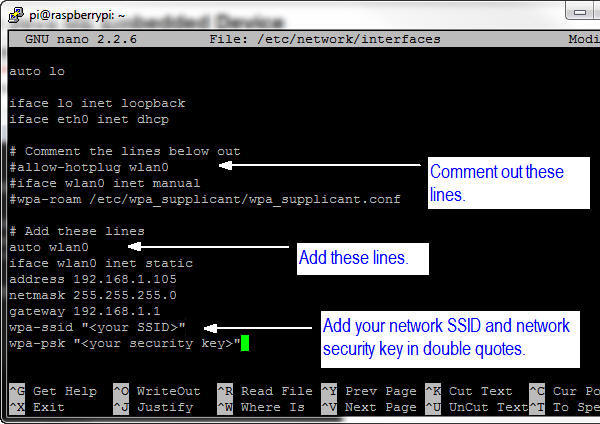 pi@raspberrypi: ~
GNU nano 2.2.6 File: /etc/network/interfaces Modi
auto lo
iface lo inet loopback
iface eth0 inet dhcp
# Comment the lines below out
#allow-hotplug wlan0
#iface wlan0 inet manual
#wpa-roam /etc/wpa_supplicant/wpa_supplicant.conf
Comment out these
lines.
# Add these lines
auto wlan0
iface wlan0 inet static
address 192.168.1.105
netmask 255.255.255.0
gateway 192.168.1.1
wpa-ssid "<your SSID>"
wpa-psk "<your security key>"
Add these lines.
Add your network SSID and network
security key in double quotes.
^G Get Help ^O WriteOut ^R Read File ^Y Prev Page ^K Cut Text ^C Cur Po
^X Exit ^J Justify ^W Where Is ^V Next Page ^U UnCut Text ^T To Spe